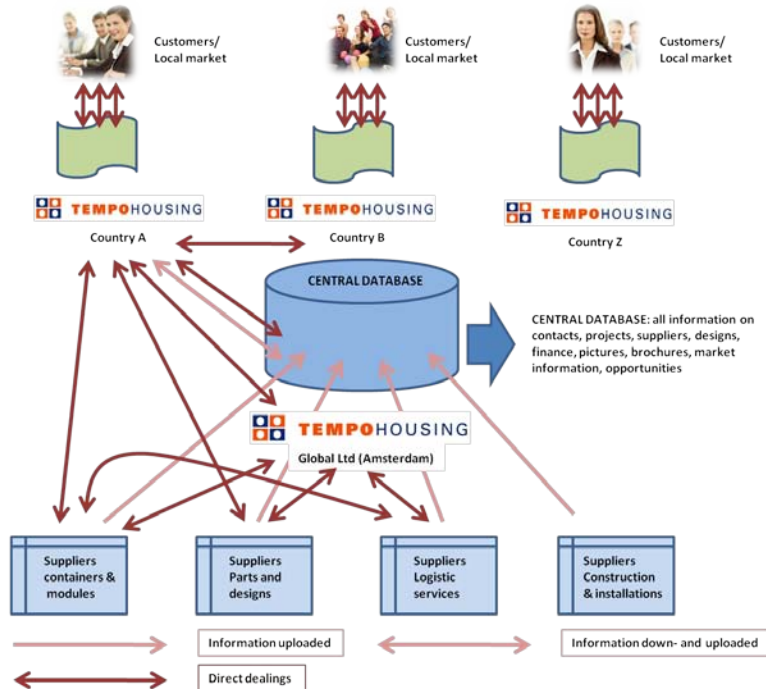 Customers/
Local market
Customers/
Local market
Customers/
Local market
TEMPOHOUSING
TEMPOHOUSING
TEMPOHOUSING
Country A
Country B
Country Z
CENTRAL DATABASE
CENTRAL DATABASE: all information on
contacts, projects, suppliers, designs,
finance, pictures, brochures, market
information, opportunities
TEMPOHOUSING
Global Ltd (Amsterdam)
Suppliers
containers &
modules
Suppliers
Parts and
designs
Suppliers
Logistic
services
Suppliers
Construction
& installations
Information uploaded
Information down- and uploaded
Direct dealings